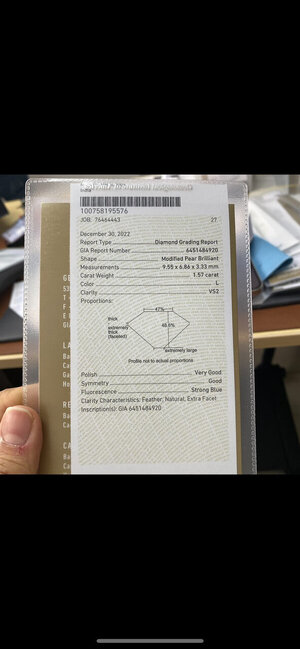 100758195576
JOB: 76464443 27
December 30, 2022
Report Type Diamond Grading Report
GIA Report Number 6451484920
Shape Modified Pear Brilliant
Measurements 9.55 x 6.86 x 3.33 mm
Carat Weight 1.57 carat
Color L
Clarity VS2
Proportions:
47%
thick
extremely
thick
(faceted)
48.6%
extremely large
Profile not to actual proportions
Polish Very Good
Symmetry Good
Fluorescence Strong Blue
Clarity Characteristics: Feather, Natural, Extra Facet
Inscription(s): GIA 6451484920